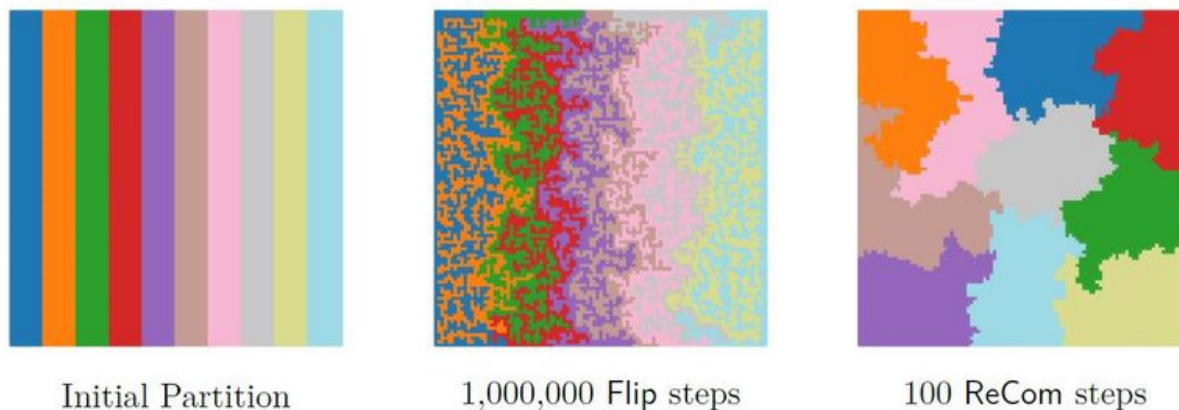 Initial Partition
1,000,000 Flip steps
100 ReCom steps